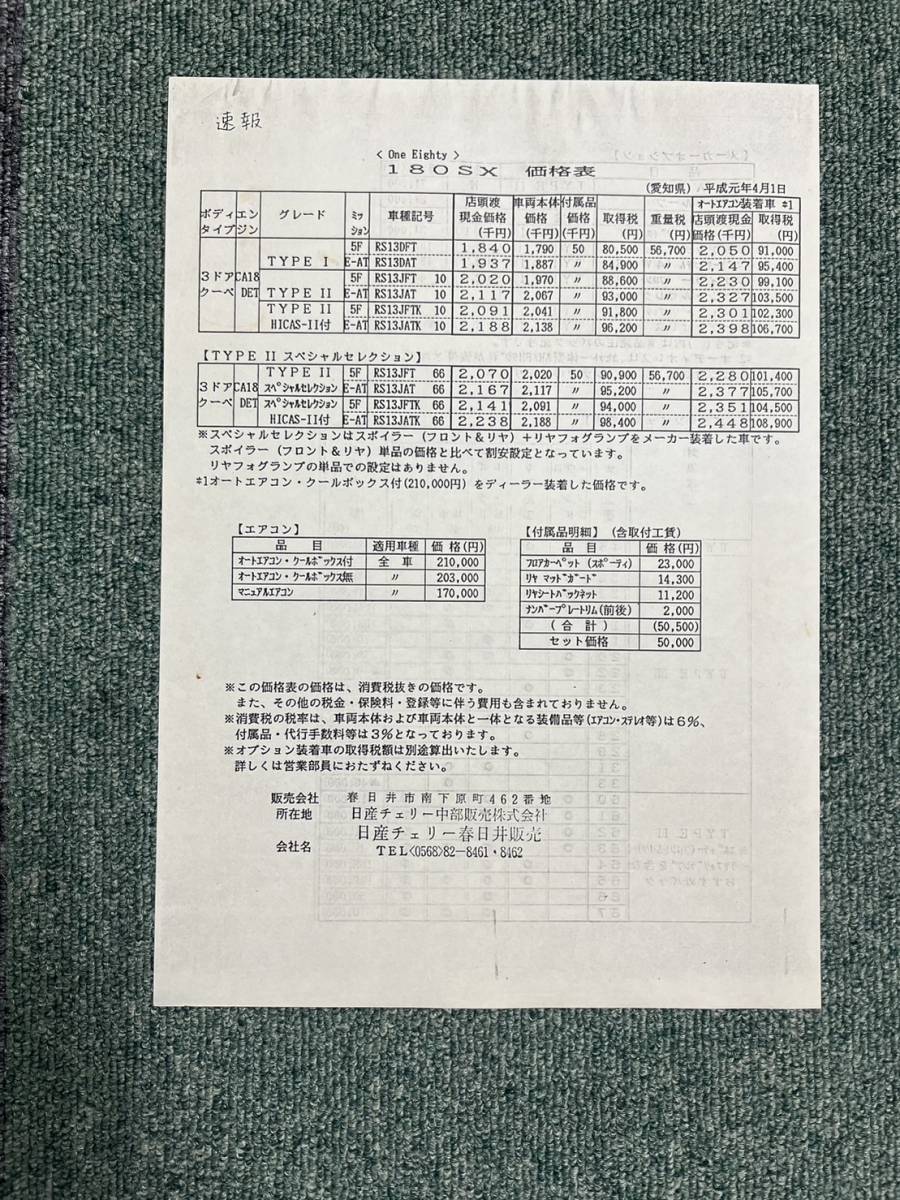 速報
< One Eighty >
180SX 価格表
(愛知県) 平成元年4月1日
ボディタイプ エンジン グレード ミッション 車種記号 店頭渡現金価格(千円) 車両本体価格(千円) 付属品価格(千円) 取得税(円) 重量税(円) オートエアコン装着車 *1 店頭渡現金価格(千円) 取得税(円)
3ドアクーペ CA18DET TYPE I 5F RS13DFT 1,840 1,790 50 80,500 56,700 2,050 91,000
E-AT RS13DAT 1,937 1,887 〃 84,900 〃 2,147 95,400
TYPE II 5F RS13JFT 10 2,020 1,970 〃 88,600 〃 2,230 99,100
E-AT RS13JAT 10 2,117 2,067 〃 93,000 〃 2,327 103,500
TYPE II HICAS-II付 5F RS13JFTK 10 2,091 2,041 〃 91,800 〃 2,301 102,300
E-AT RS13JATK 10 2,188 2,138 〃 96,200 〃 2,398 106,700
【TYPE II スペシャルセレクション】
3ドアクーペ CA18DET TYPE II スペシャルセレクション 5F RS13JFT 66 2,070 2,020 50 90,900 56,700 2,280 101,400
E-AT RS13JAT 66 2,167 2,117 〃 95,200 〃 2,377 105,700
スペシャルセレクション HICAS-II付 5F RS13JFTK 66 2,141 2,091 〃 94,000 〃 2,351 104,500
E-AT RS13JATK 66 2,238 2,188 〃 98,400 〃 2,448 108,900
※スペシャルセレクションはスポイラー(フロント&リヤ)+リヤフォグランプをメーカー装着した車です。
スポイラー(フロント&リヤ)単品の価格と比べて割安設定となっています。
リヤフォグランプの単品での設定はありません。
*1オートエアコン・クールボックス付(210,000円)をディーラー装着した価格です。
【エアコン】
品 目 適用車種 価格(円)
オートエアコン・クールボックス付 全 車 210,000
オートエアコン・クールボックス無 〃 203,000
マニュアルエアコン 〃 170,000
【付属品明細】(含取付工賃)
品 目 価格(円)
フロアカーペット(スポーティ) 23,000
リヤ マッドガード 14,300
リヤシートバックネット 11,200
ナンバープレートリム(前後) 2,000
(合 計) (50,500)
セット価格 50,000
※この価格表の価格は、消費税抜きの価格です。
また、その他の税金・保険料・登録等に伴う費用も含まれておりません。
※消費税の税率は、車両本体および車両本体と一体となる装備品等(エアコン・ステレオ等)は6%、
付属品・代行手数料等は3%となっております。
※オプション装着車の取得税額は別途算出いたします。
詳しくは営業部員におたずねください。
販売会社 春日井市南下原町462番地
所在地 日産チェリー中部販売株式会社
日産チェリー春日井販売
会社名 TEL<0568>82-8461・8462